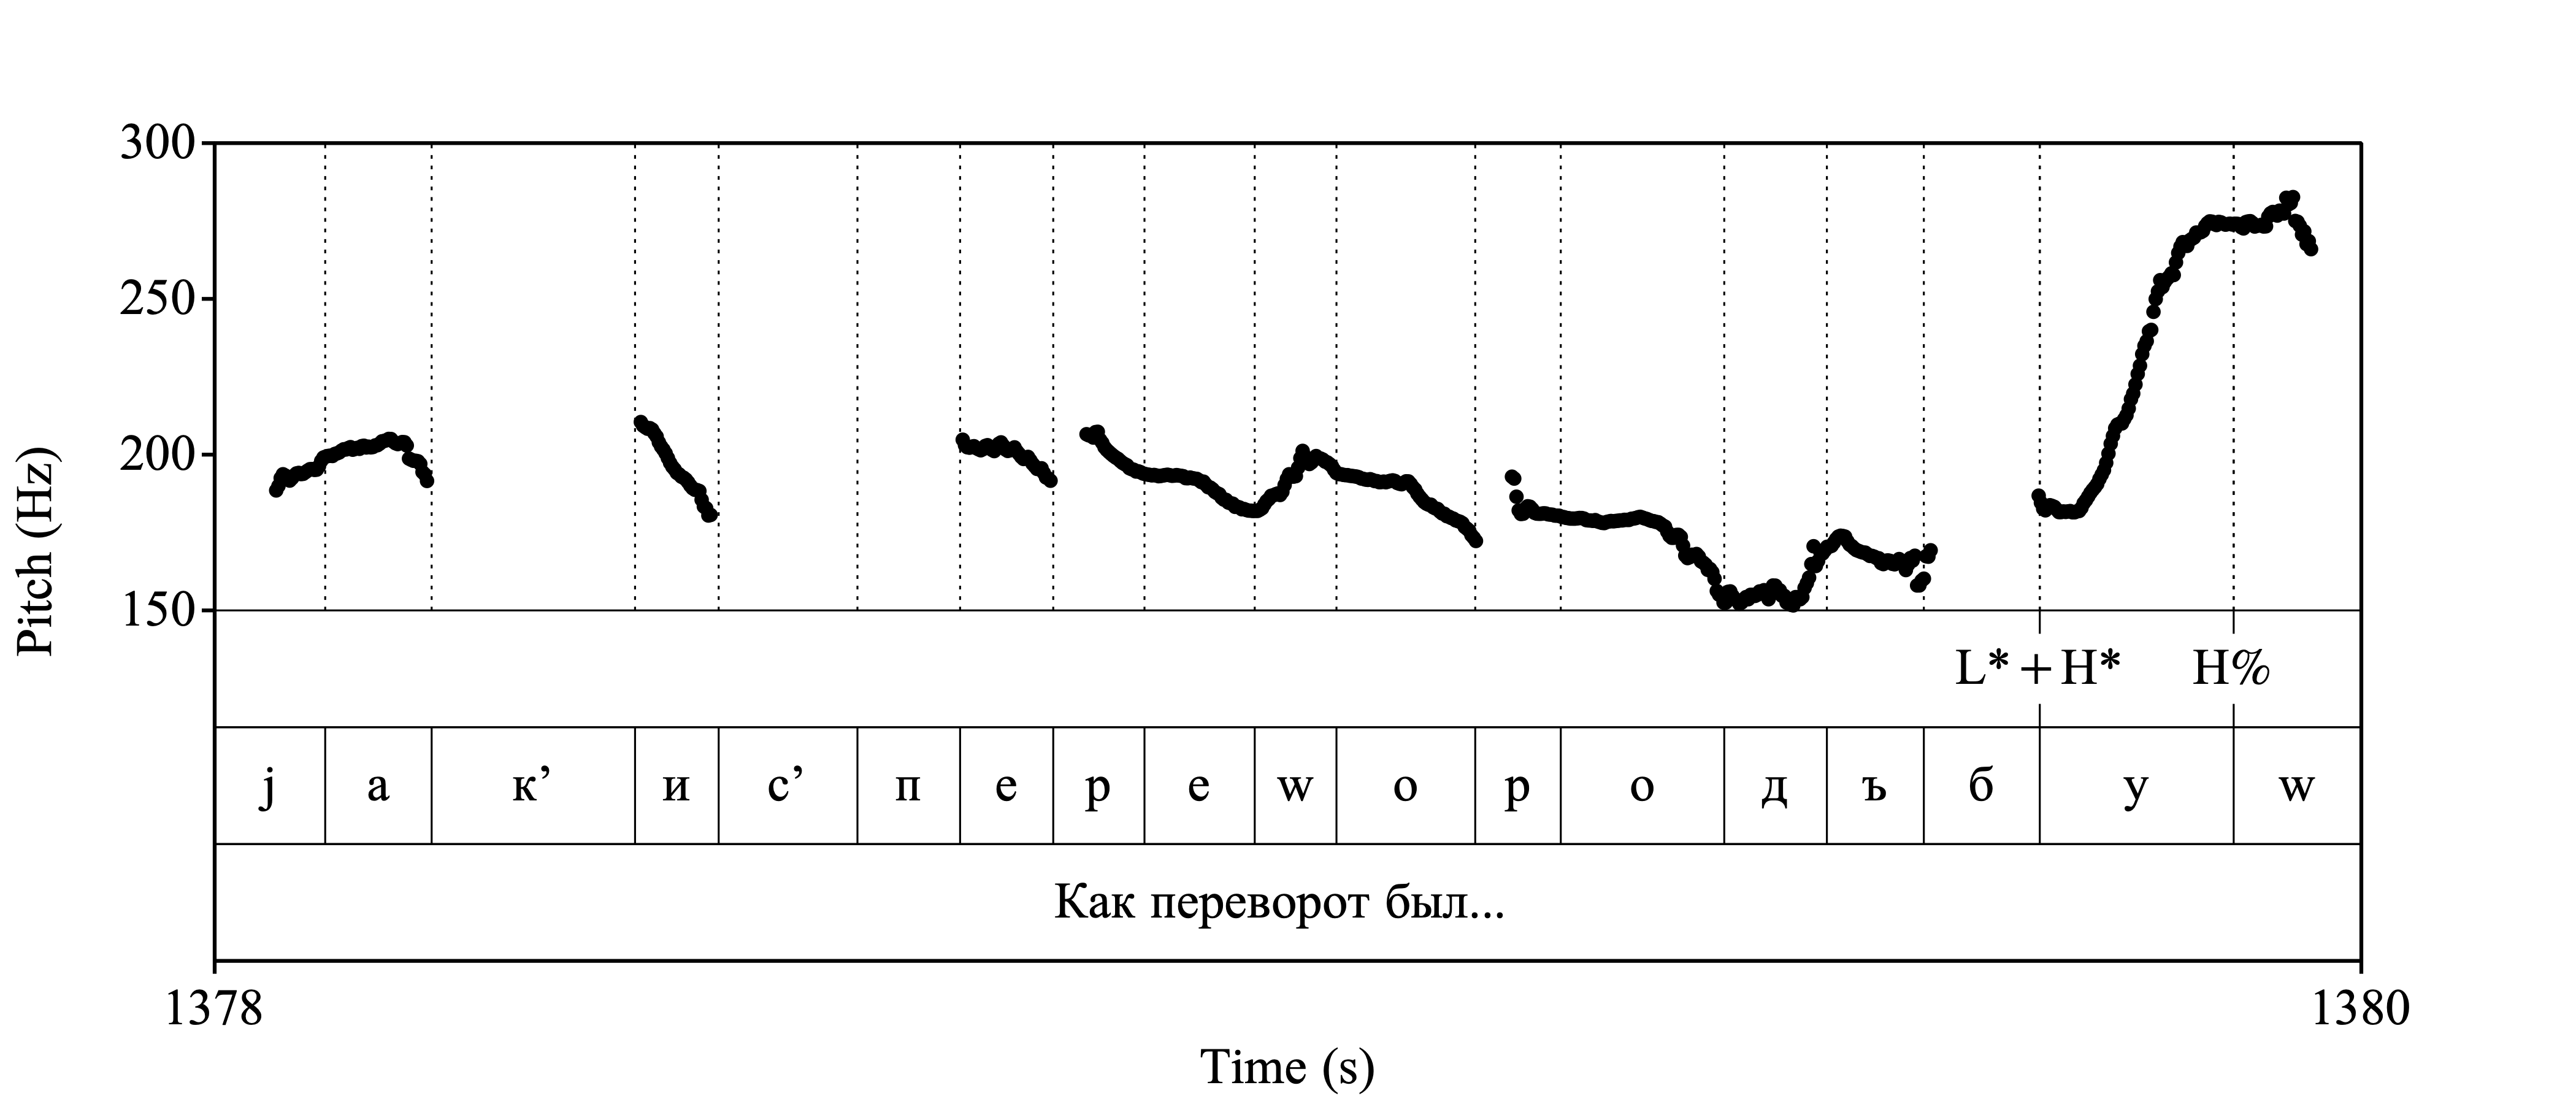 300
250
200
150
Pitch (Hz)
L*+H* H%
j а к’ и с’ п е р е w о р о д ъ б у w
Как переворот был...
1378 1380
Time (s)